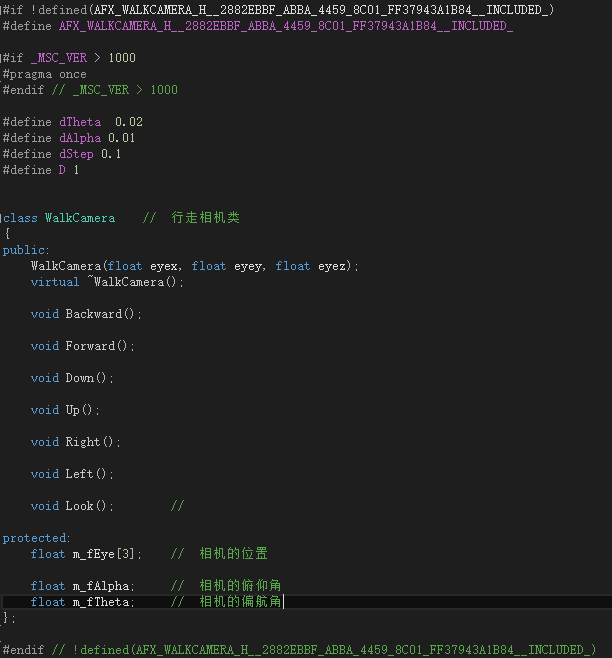 #if !defined(AFX_WALKCAMERA_H__2882EBBF_ABBA_4459_8C01_FF37943A1B84__INCLUDED_)
#define AFX_WALKCAMERA_H__2882EBBF_ABBA_4459_8C01_FF37943A1B84__INCLUDED_
#if _MSC_VER > 1000
#pragma once
#endif // _MSC_VER > 1000
#define dTheta  0.02
#define dAlpha 0.01
#define dStep 0.1
#define D 1
class WalkCamera    //  行走相机类
{
public:
    WalkCamera(float eyex, float eyey, float eyez);
    virtual ~WalkCamera();
    void Backward();
    void Forward();
    void Down();
    void Up();
    void Right();
    void Left();
    void Look();        //
protected:
    float m_fEye[3];    //  相机的位置
    float m_fAlpha;     //  相机的俯仰角
    float m_fTheta;     //  相机的偏航角
};
#endif // !defined(AFX_WALKCAMERA_H__2882EBBF_ABBA_4459_8C01_FF37943A1B84__INCLUDED_)